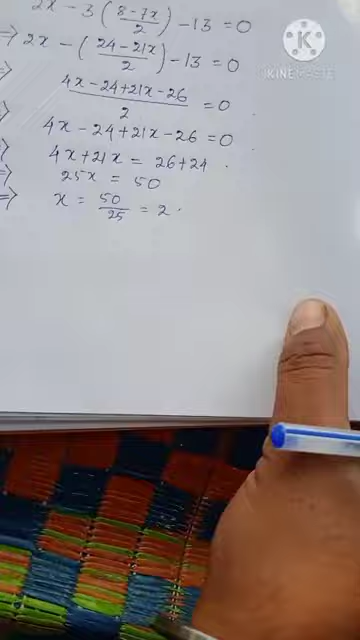 2x - 3 (8-7x/2) - 13 = 0
=> 2x - (24-21x/2) - 13 = 0
=> 4x - 24 + 21x - 26 / 2 = 0
=> 4x - 24 + 21x - 26 = 0
=> 4x + 21x = 26 + 24 .
=> 25x = 50
=> x = 50/25 = 2 .
KINEMASTER